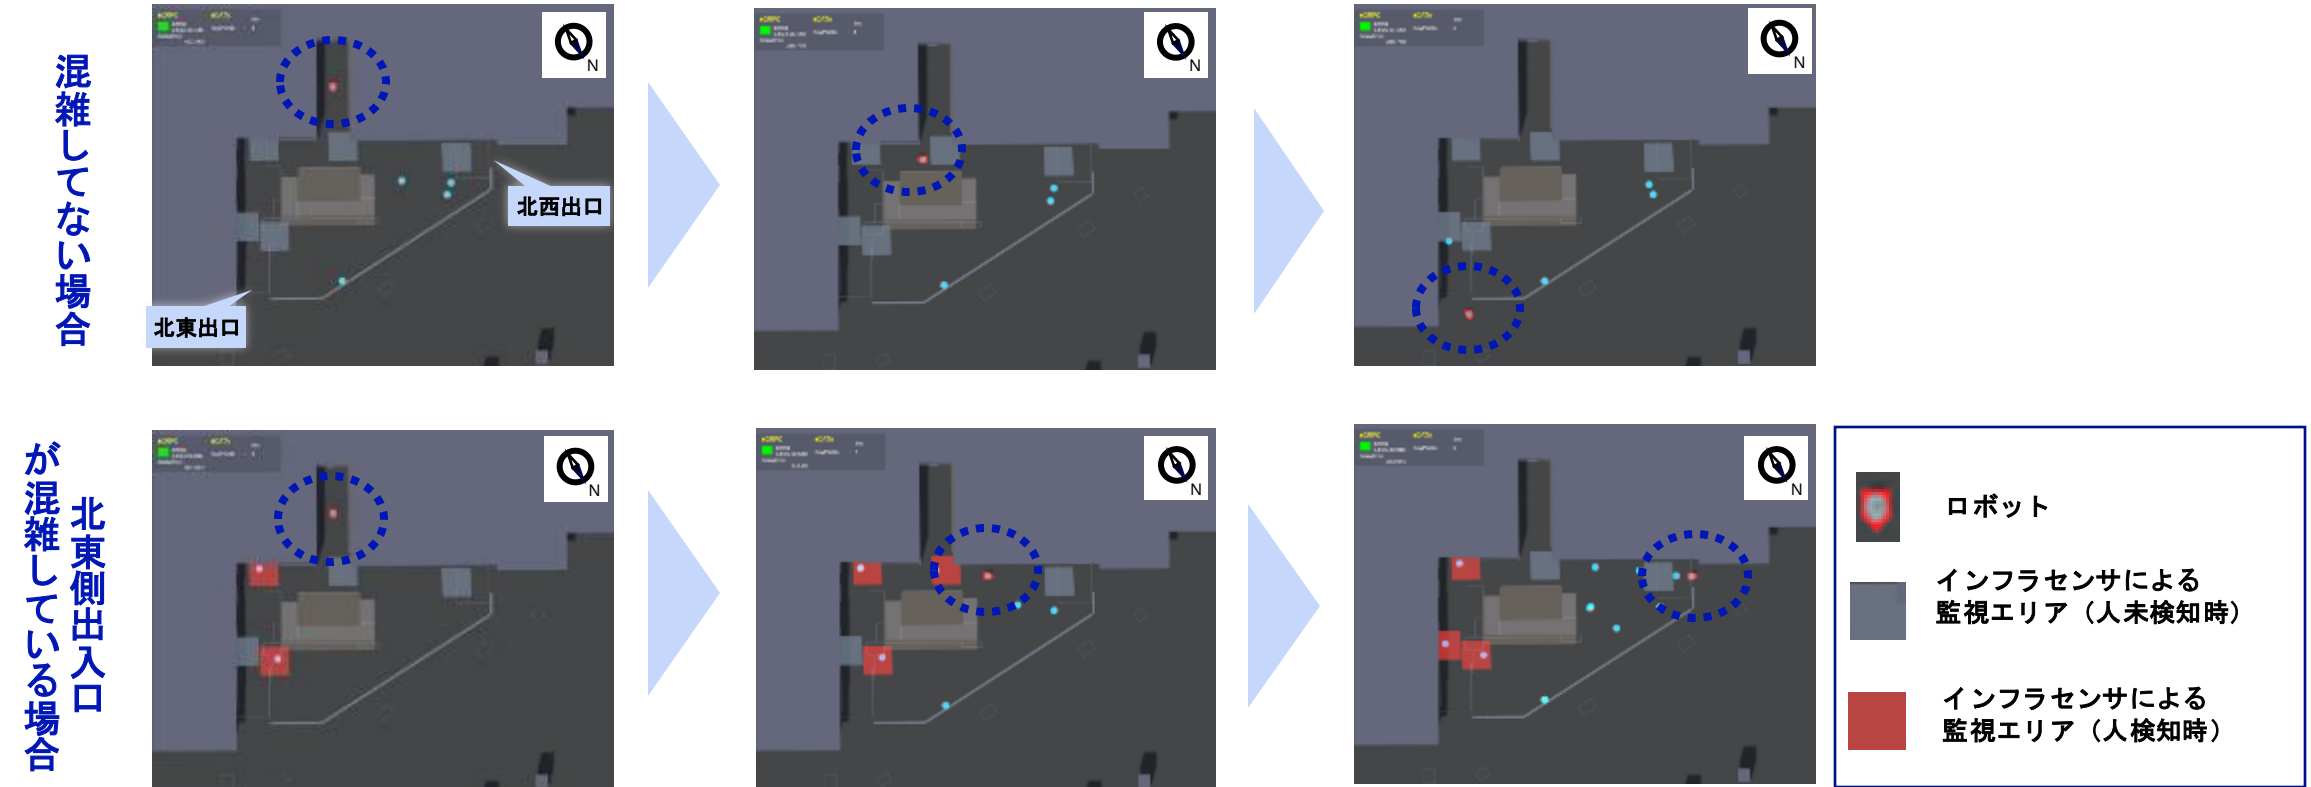 混雑してない場合
N
北西出口
北東出口
N
N
北東側出入口
が混雑している場合
N
N
N
ロボット
インフラセンサによる
監視エリア（人未検知時）
インフラセンサによる
監視エリア（人検知時）